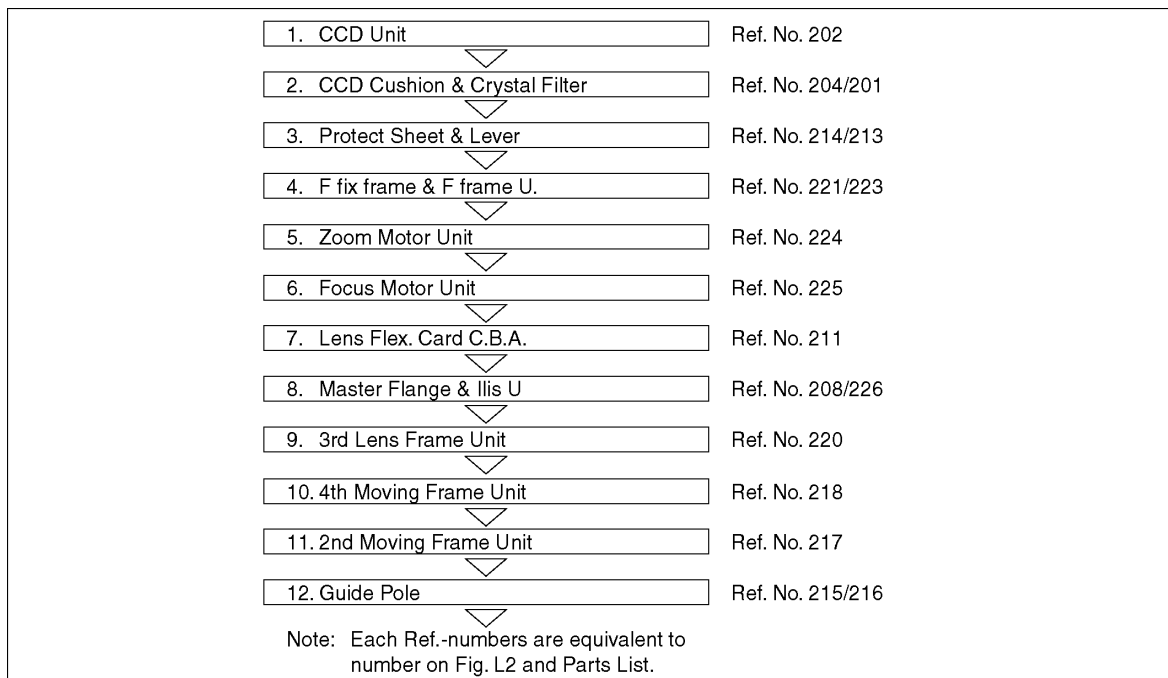 1. CCD Unit Ref. No. 202
2. CCD Cushion & Crystal Filter Ref. No. 204/201
3. Protect Sheet & Lever Ref. No. 214/213
4. F fix frame & F frame U. Ref. No. 221/223
5. Zoom Motor Unit Ref. No. 224
6. Focus Motor Unit Ref. No. 225
7. Lens Flex. Card C.B.A. Ref. No. 211
8. Master Flange & Ilis U Ref. No. 208/226
9. 3rd Lens Frame Unit Ref. No. 220
10. 4th Moving Frame Unit Ref. No. 218
11. 2nd Moving Frame Unit Ref. No. 217
12. Guide Pole Ref. No. 215/216
Note: Each Ref.-numbers are equivalent to
number on Fig. L2 and Parts List.